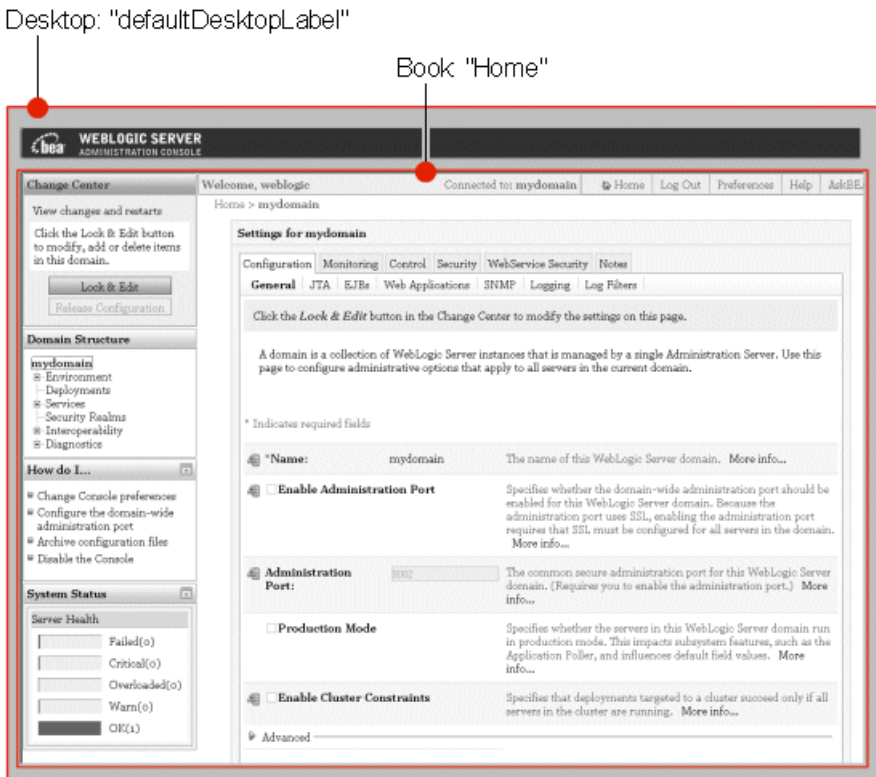 Desktop: "defaultDesktopLabel"
Book: "Home"
bea WEBLOGIC SERVER
ADMINISTRATION CONSOLE
Change Center
View changes and restarts
Click the Lock & Edit button
to modify, add or delete items
in this domain.
Lock & Edit
Release Configuration
Domain Structure
mydomain
Environment
Deployments
Services
Security Realms
Interoperability
Diagnostics
How do I...
Change Console preferences
Configure the domain-wide
administration port
Archive configuration files
Disable the Console
System Status
Server Health
Failed(0)
Critical(0)
Overloaded(0)
Warn(0)
OK(1)
Welcome, weblogic Connected to: mydomain Home Log Out Preferences Help AskBEA
Home > mydomain
Settings for mydomain
Configuration Monitoring Control Security WebService Security Notes
General JTA EJBs Web Applications SNMP Logging Log Filters
Click the Lock & Edit button in the Change Center to modify the settings on this page.
A domain is a collection of WebLogic Server instances that is managed by a single Administration Server. Use this
page to configure administrative options that apply to all servers in the current domain.
* Indicates required fields
*Name: mydomain The name of this WebLogic Server domain. More info...
Enable Administration Port Specifies whether the domain-wide administration port should be
enabled for this WebLogic Server domain. Because the
administration port uses SSL, enabling the administration port
requires that SSL must be configured for all servers in the domain.
More info...
Administration 9002 The common secure administration port for this WebLogic Server
Port: domain. (Requires you to enable the administration port.) More
info...
Production Mode Specifies whether the servers in this WebLogic Server domain run
in production mode. This impacts subsystem features, such as the
Application Poller, and influences default field values. More
info...
Enable Cluster Constraints Specifies that deployments targeted to a cluster succeed only if all
servers in the cluster are running. More info...
Advanced